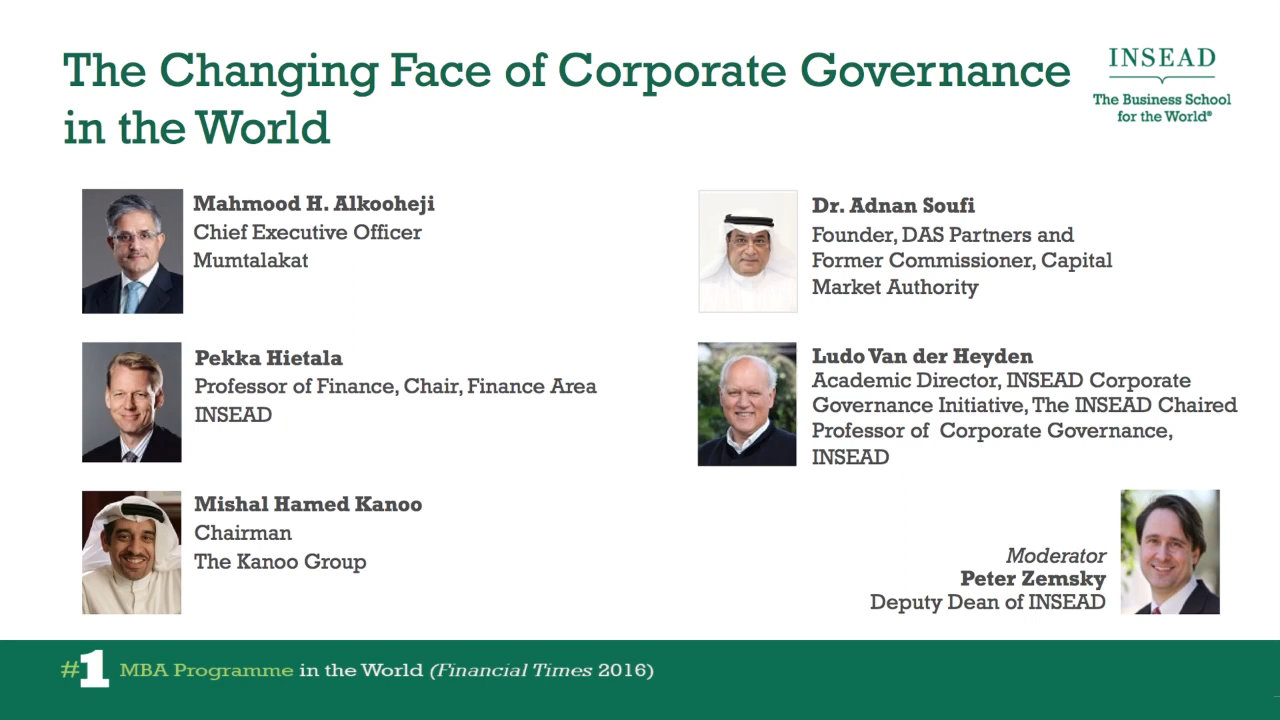 The Changing Face of Corporate Governance
in the World
INSEAD
The Business School
for the World®
Mahmood H. Alkooheji
Chief Executive Officer
Mumtalakat
Dr. Adnan Soufi
Founder, DAS Partners and
Former Commissioner, Capital
Market Authority
Pekka Hietala
Professor of Finance, Chair, Finance Area
INSEAD
Ludo Van der Heyden
Academic Director, INSEAD Corporate
Governance Initiative, The INSEAD Chaired
Professor of Corporate Governance,
INSEAD
Mishal Hamed Kanoo
Chairman
The Kanoo Group
Moderator
Peter Zemsky
Deputy Dean of INSEAD
#1 MBA Programme in the World (Financial Times 2016)